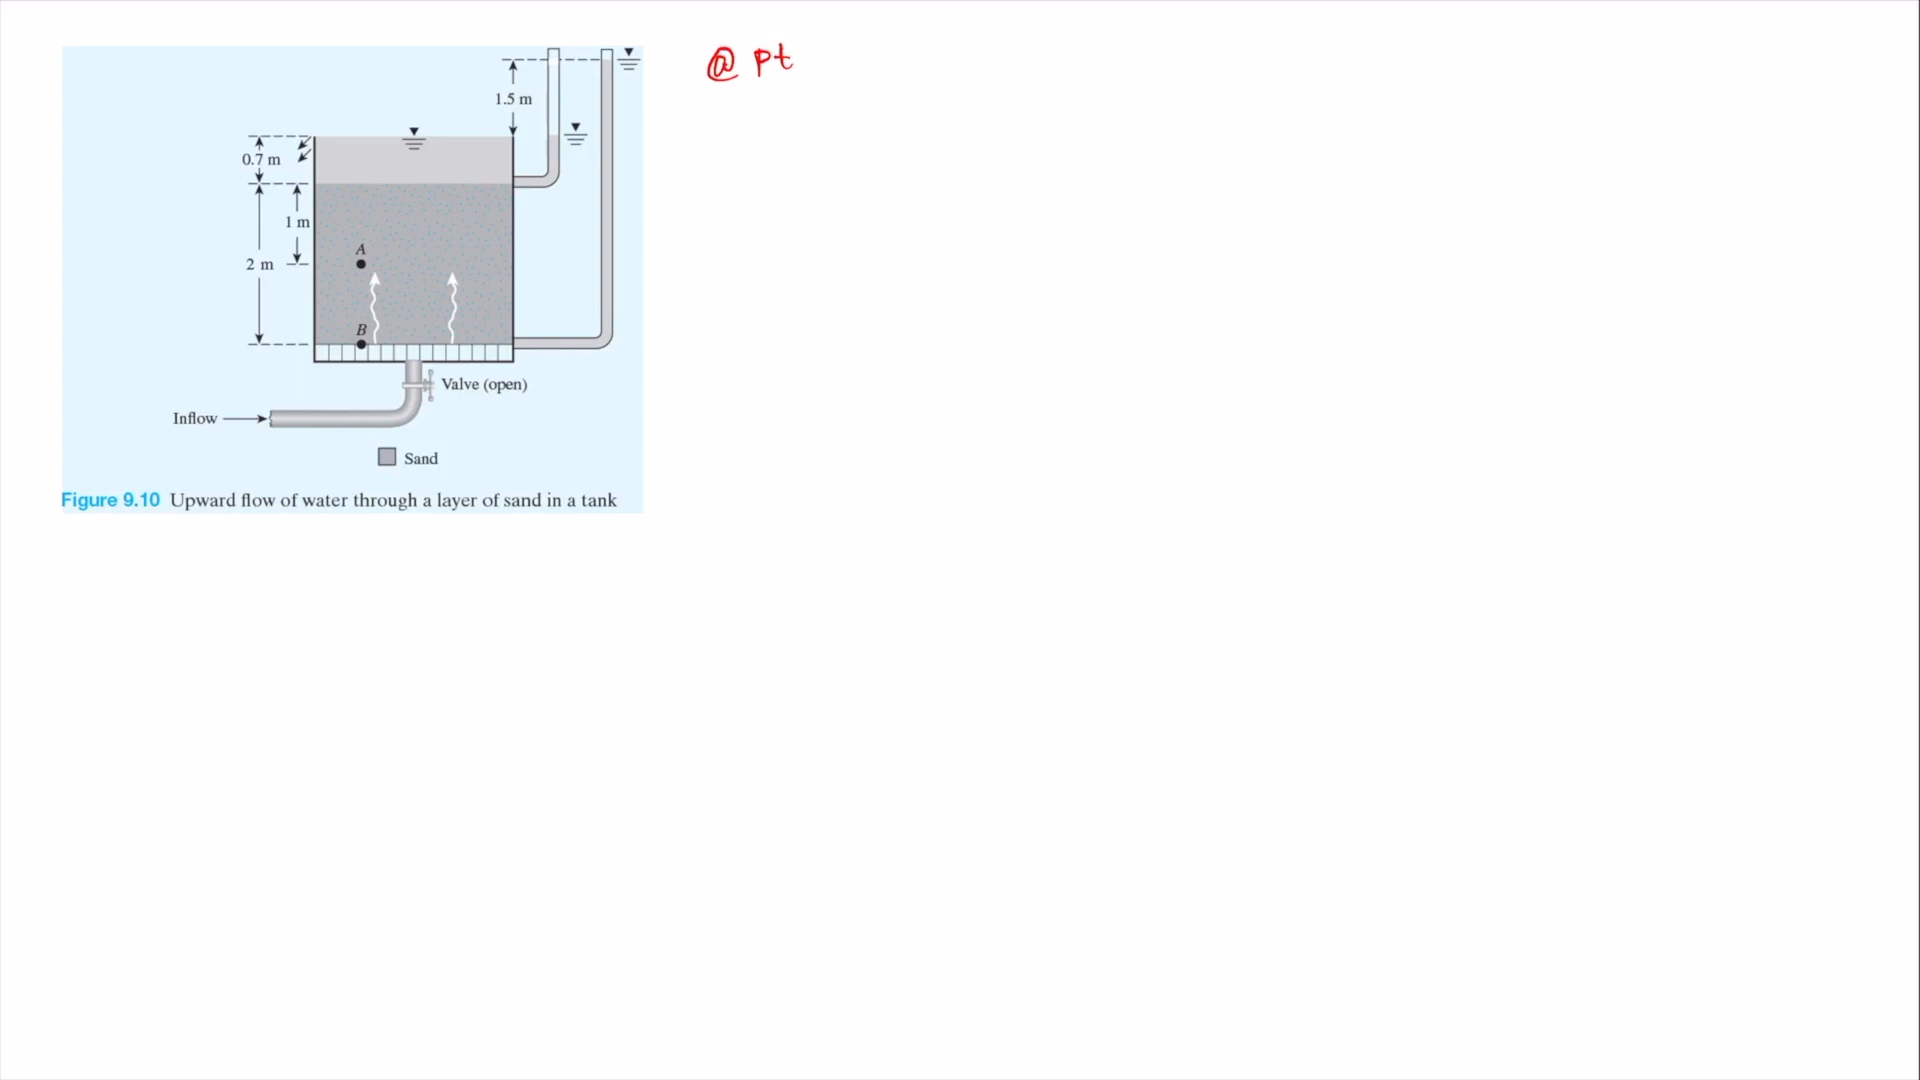 @ pt
1.5 m
0.7 m
1 m
A
2 m
B
Valve (open)
Inflow
Sand
Figure 9.10 Upward flow of water through a layer of sand in a tank